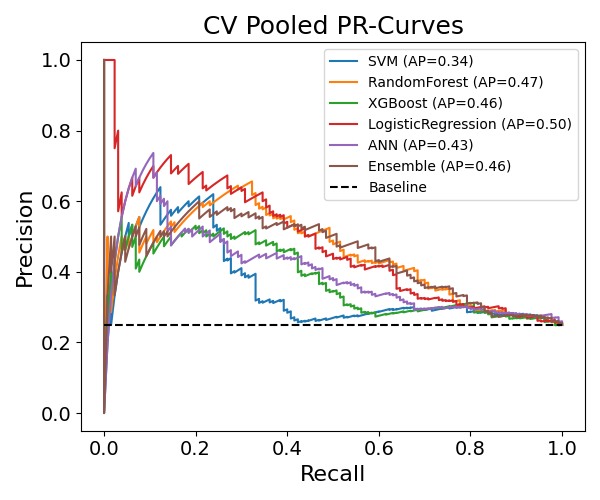 CV Pooled PR-Curves
SVM (AP=0.34)
RandomForest (AP=0.47)
XGBoost (AP=0.46)
LogisticRegression (AP=0.50)
ANN (AP=0.43)
Ensemble (AP=0.46)
Baseline
Precision
1.0
0.8
0.6
0.4
0.2
0.0
0.0 0.2 0.4 0.6 0.8 1.0
Recall